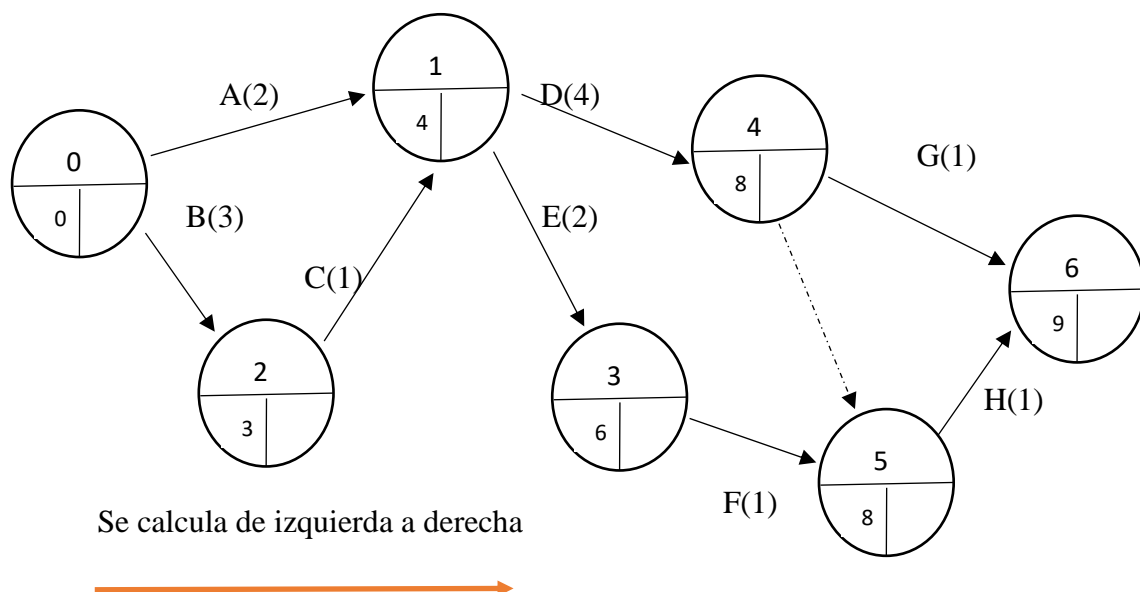 1
A(2)
D(4)
4
4
0
8
G(1)
0
B(3)
E(2)
C(1)
6
9
2
3
3
6
H(1)
5
F(1)
8
Se calcula de izquierda a derecha